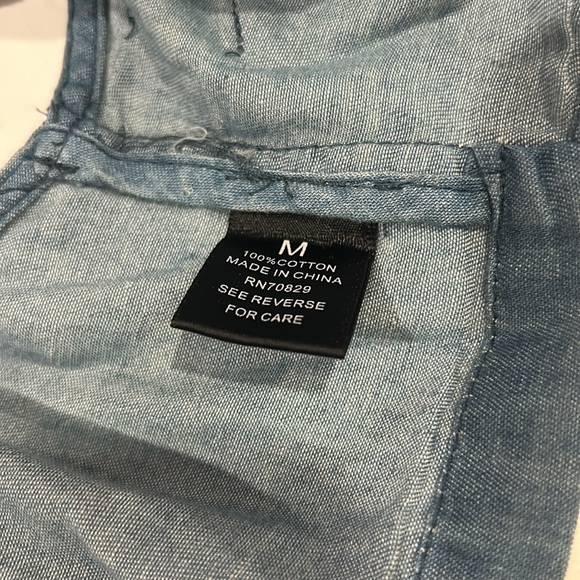 M
100%COTTON
MADE IN CHINA
RN70829
SEE REVERSE
FOR CARE